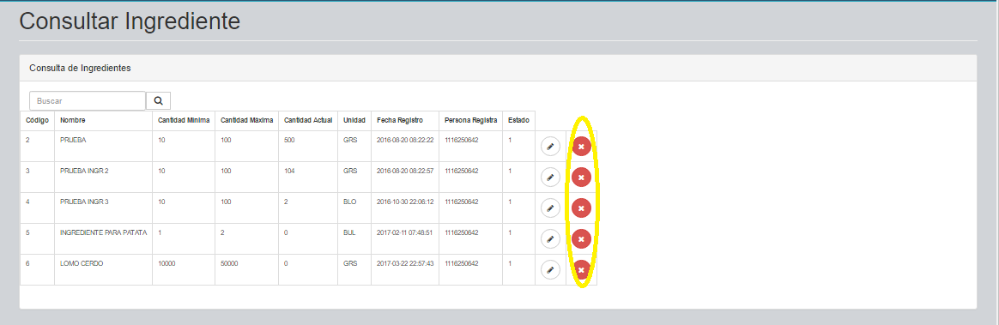 Consultar Ingrediente
Consulta de Ingredientes
Buscar
Código Nombre Cantidad Minima Cantidad Máxima Cantidad Actual Unidad Fecha Registro Persona Registra Estado
2 PRUEBA 10 100 500 GRS 2016-08-20 08:22:22 1116250642 1
3 PRUEBA INGR 2 10 100 104 GRS 2016-08-20 08:22:57 1116250642 1
4 PRUEBA INGR 3 10 100 2 BLO 2016-10-30 22:06:12 1116250642 1
5 INGREDIENTE PARA PATATA 1 2 0 BUL 2017-02-11 07:48:51 1116250642 1
6 LOMO CERDO 10000 50000 0 GRS 2017-03-22 22:57:43 1116250642 1